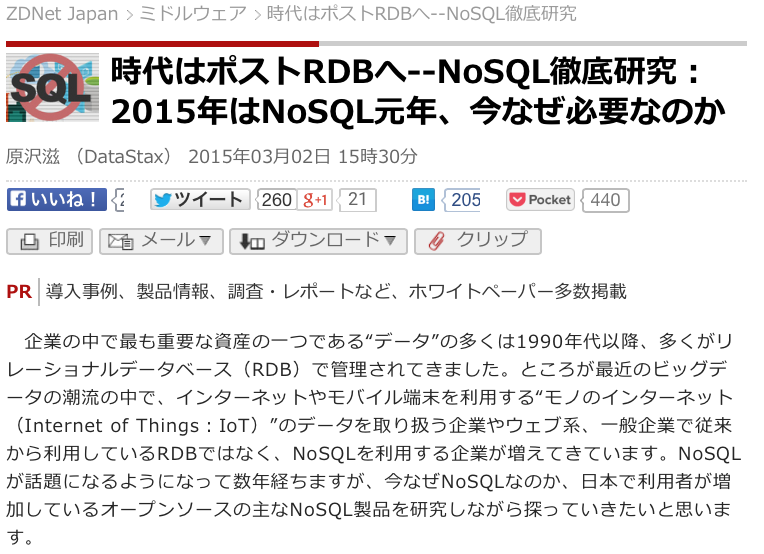 ZDNet Japan > ミドルウェア > 時代はポストRDBへ--NoSQL徹底研究
SQL
時代はポストRDBへ--NoSQL徹底研究：
2015年はNoSQL元年、今なぜ必要なのか
原沢滋 （DataStax） 2015年03月02日 15時30分
いいね！ ツイート 260 g+1 21 B! 205 Pocket 440
印刷 メール▼ ダウンロード▼ クリップ
PR 導入事例、製品情報、調査・レポートなど、ホワイトペーパー多数掲載
企業の中で最も重要な資産の一つである“データ”の多くは1990年代以降、多くがリ
レーショナルデータベース（RDB）で管理されてきました。ところが最近のビッグデ
ータの潮流の中で、インターネットやモバイル端末を利用する“モノのインターネット
（Internet of Things：IoT）”のデータを取り扱う企業やウェブ系、一般企業で従来
から利用しているRDBではなく、NoSQLを利用する企業が増えてきています。NoSQL
が話題になるようになって数年経ちますが、今なぜNoSQLなのか、日本で利用者が増
加しているオープンソースの主なNoSQL製品を研究しながら探っていきたいと思いま
す。